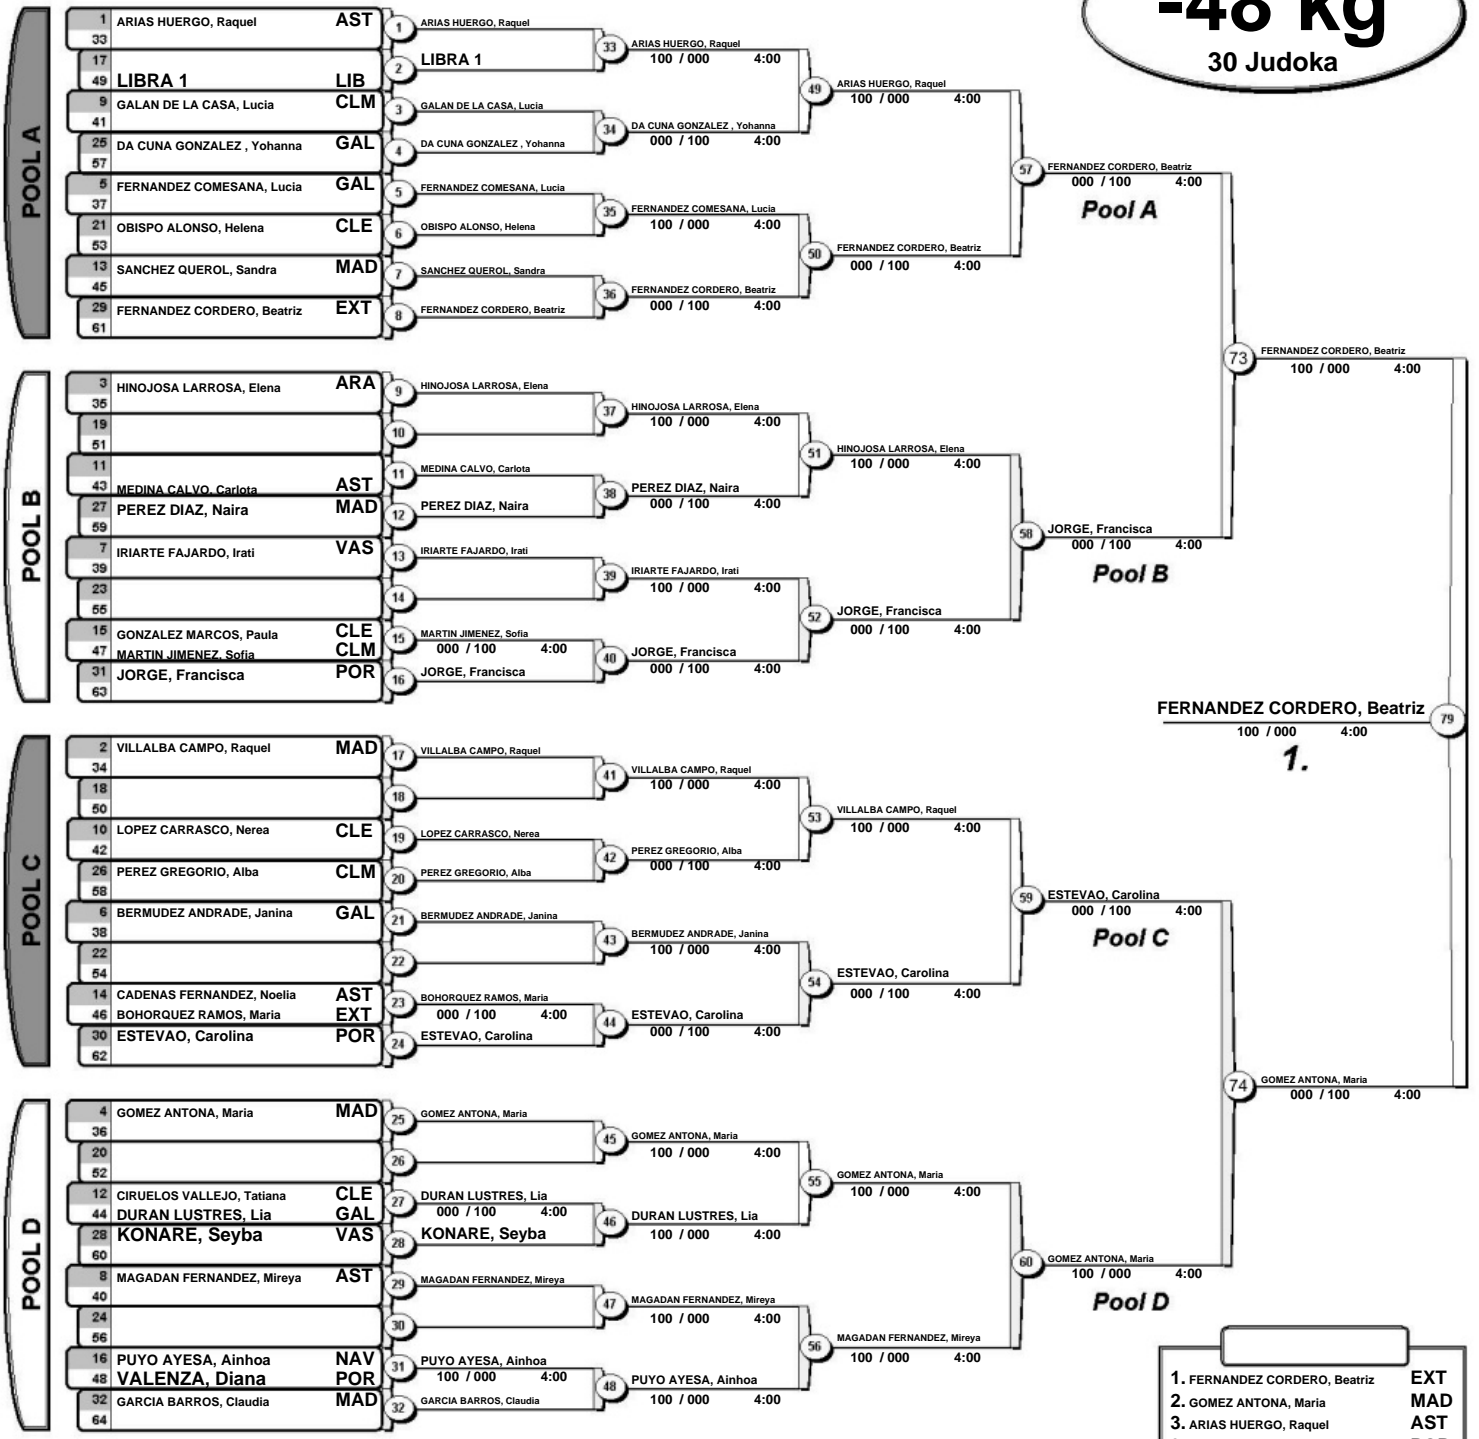 -48 kg
30 Judoka
POOL A
1 ARIAS HUERGO, Raquel AST
33
17
49 LIBRA 1 LIB
9 GALAN DE LA CASA, Lucia CLM
41
25 DA CUNA GONZALEZ , Yohanna GAL
57
5 FERNANDEZ COMESANA, Lucia GAL
37
21 OBISPO ALONSO, Helena CLE
53
13 SANCHEZ QUEROL, Sandra MAD
45
29 FERNANDEZ CORDERO, Beatriz EXT
61
1 ARIAS HUERGO, Raquel
2 LIBRA 1
3 GALAN DE LA CASA, Lucia
4 DA CUNA GONZALEZ , Yohanna
5 FERNANDEZ COMESANA, Lucia
6 OBISPO ALONSO, Helena
7 SANCHEZ QUEROL, Sandra
8 FERNANDEZ CORDERO, Beatriz
33 ARIAS HUERGO, Raquel
100 / 000 4:00
34 DA CUNA GONZALEZ , Yohanna
000 / 100 4:00
35 FERNANDEZ COMESANA, Lucia
100 / 000 4:00
36 FERNANDEZ CORDERO, Beatriz
000 / 100 4:00
49 ARIAS HUERGO, Raquel
100 / 000 4:00
50 FERNANDEZ CORDERO, Beatriz
000 / 100 4:00
57 FERNANDEZ CORDERO, Beatriz
000 / 100 4:00
Pool A
POOL B
3 HINOJOSA LARROSA, Elena ARA
35
19
51
11
43 MEDINA CALVO, Carlota AST
27 PEREZ DIAZ, Naira MAD
59
7 IRIARTE FAJARDO, Irati VAS
39
23
55
15 GONZALEZ MARCOS, Paula CLE
47 MARTIN JIMENEZ, Sofia CLM
31 JORGE, Francisca POR
63
9 HINOJOSA LARROSA, Elena
10
11 MEDINA CALVO, Carlota
12 PEREZ DIAZ, Naira
13 IRIARTE FAJARDO, Irati
14
15 MARTIN JIMENEZ, Sofia
000 / 100 4:00
16 JORGE, Francisca
37 HINOJOSA LARROSA, Elena
100 / 000 4:00
38 PEREZ DIAZ, Naira
000 / 100 4:00
39 IRIARTE FAJARDO, Irati
100 / 000 4:00
40 JORGE, Francisca
000 / 100 4:00
51 HINOJOSA LARROSA, Elena
100 / 000 4:00
52 JORGE, Francisca
000 / 100 4:00
58 JORGE, Francisca
000 / 100 4:00
Pool B
73 FERNANDEZ CORDERO, Beatriz
100 / 000 4:00
FERNANDEZ CORDERO, Beatriz 79
100 / 000 4:00
1.
POOL C
2 VILLALBA CAMPO, Raquel MAD
34
18
50
10 LOPEZ CARRASCO, Nerea CLE
42
26 PEREZ GREGORIO, Alba CLM
58
6 BERMUDEZ ANDRADE, Janina GAL
38
22
54
14 CADENAS FERNANDEZ, Noelia AST
46 BOHORQUEZ RAMOS, Maria EXT
30 ESTEVAO, Carolina POR
62
17 VILLALBA CAMPO, Raquel
18
19 LOPEZ CARRASCO, Nerea
20 PEREZ GREGORIO, Alba
21 BERMUDEZ ANDRADE, Janina
22
23 BOHORQUEZ RAMOS, Maria
000 / 100 4:00
24 ESTEVAO, Carolina
41 VILLALBA CAMPO, Raquel
100 / 000 4:00
42 PEREZ GREGORIO, Alba
000 / 100 4:00
43 BERMUDEZ ANDRADE, Janina
100 / 000 4:00
44 ESTEVAO, Carolina
000 / 100 4:00
53 VILLALBA CAMPO, Raquel
100 / 000 4:00
54 ESTEVAO, Carolina
000 / 100 4:00
59 ESTEVAO, Carolina
000 / 100 4:00
Pool C
POOL D
4 GOMEZ ANTONA, Maria MAD
36
20
52
12 CIRUELOS VALLEJO, Tatiana CLE
44 DURAN LUSTRES, Lia GAL
28 KONARE, Seyba VAS
60
8 MAGADAN FERNANDEZ, Mireya AST
40
24
56
16 PUYO AYESA, Ainhoa NAV
48 VALENZA, Diana POR
32 GARCIA BARROS, Claudia MAD
64
25 GOMEZ ANTONA, Maria
26
27 DURAN LUSTRES, Lia
000 / 100 4:00
28 KONARE, Seyba
29 MAGADAN FERNANDEZ, Mireya
30
31 PUYO AYESA, Ainhoa
100 / 000 4:00
32 GARCIA BARROS, Claudia
45 GOMEZ ANTONA, Maria
100 / 000 4:00
46 DURAN LUSTRES, Lia
100 / 000 4:00
47 MAGADAN FERNANDEZ, Mireya
100 / 000 4:00
48 PUYO AYESA, Ainhoa
100 / 000 4:00
55 GOMEZ ANTONA, Maria
100 / 000 4:00
56 MAGADAN FERNANDEZ, Mireya
100 / 000 4:00
60 GOMEZ ANTONA, Maria
100 / 000 4:00
Pool D
74 GOMEZ ANTONA, Maria
000 / 100 4:00
1. FERNANDEZ CORDERO, Beatriz EXT
2. GOMEZ ANTONA, Maria MAD
3. ARIAS HUERGO, Raquel AST